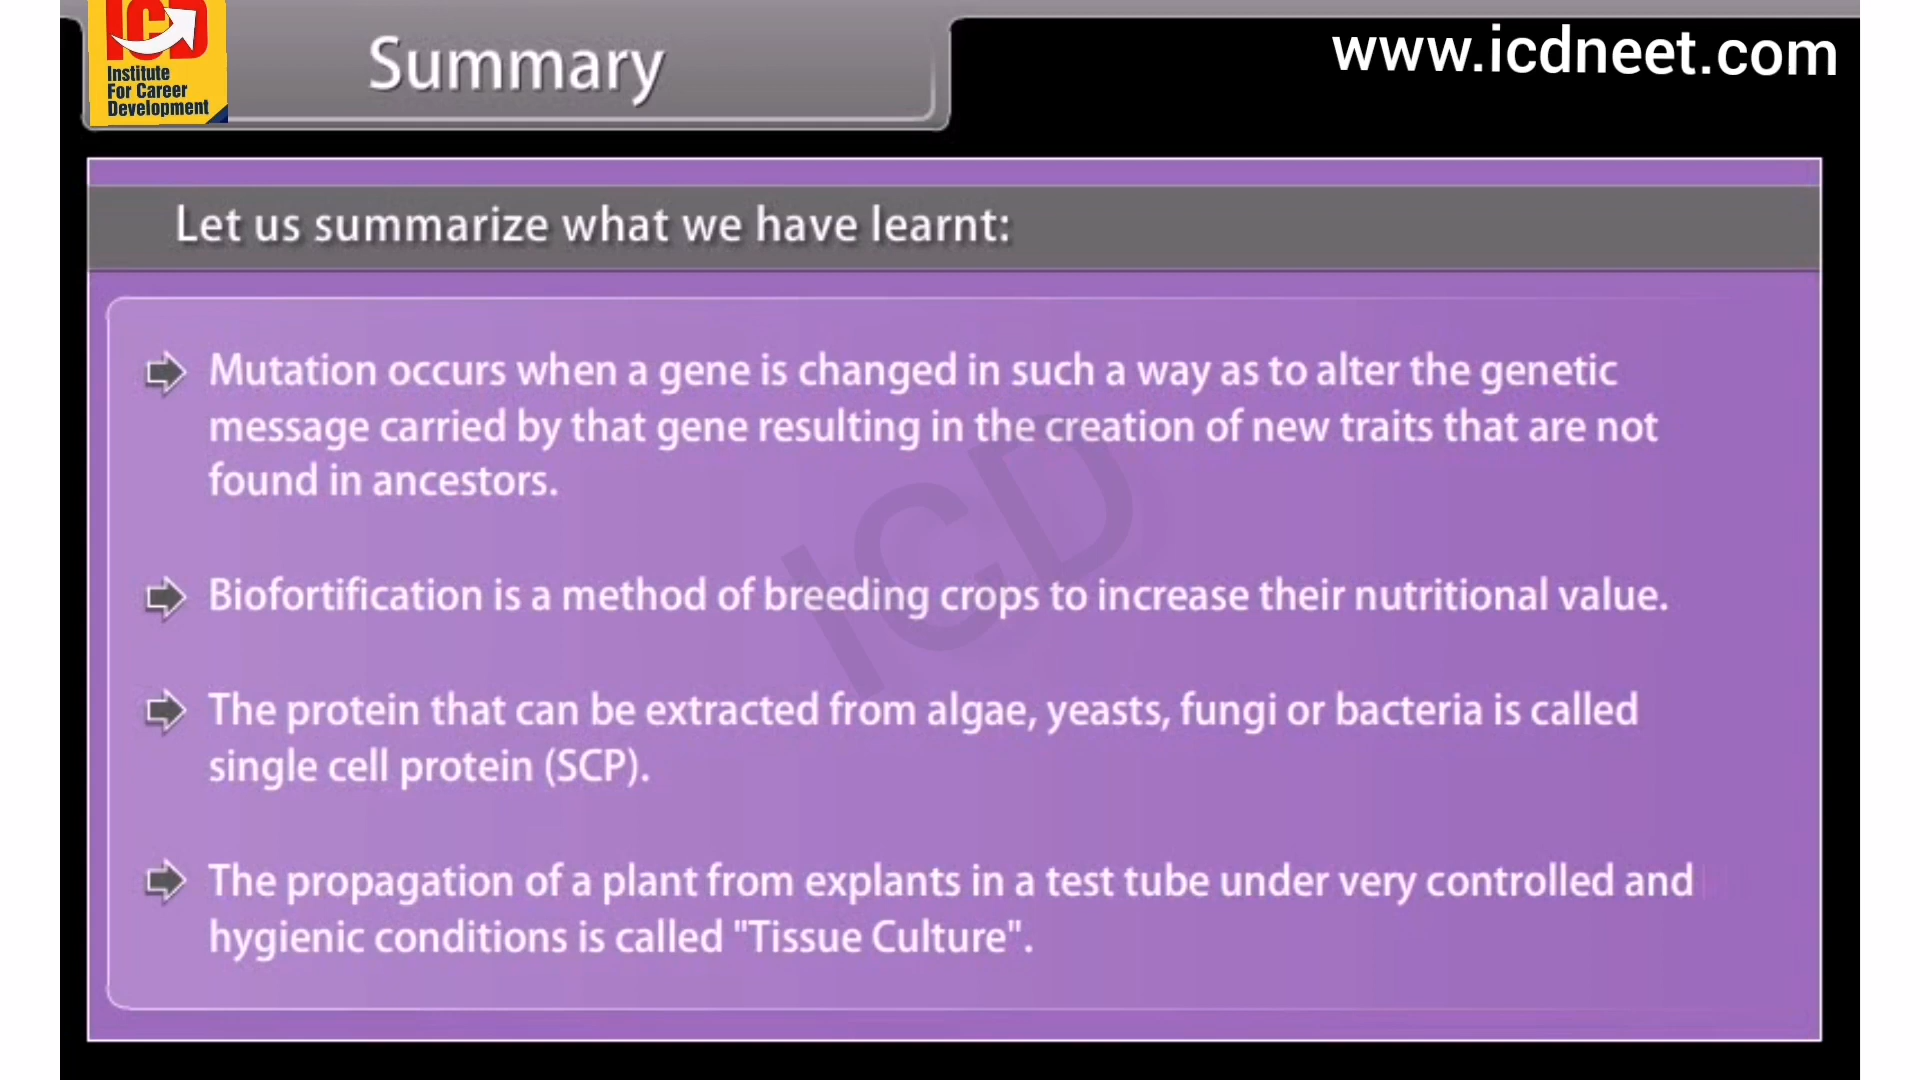 ICD
Institute
For Career
Development
Summary
www.icdneet.com
Let us summarize what we have learnt:
Mutation occurs when a gene is changed in such a way as to alter the genetic
message carried by that gene resulting in the creation of new traits that are not
found in ancestors.
Biofortification is a method of breeding crops to increase their nutritional value.
The protein that can be extracted from algae, yeasts, fungi or bacteria is called
single cell protein (SCP).
The propagation of a plant from explants in a test tube under very controlled and
hygienic conditions is called "Tissue Culture".
ICD